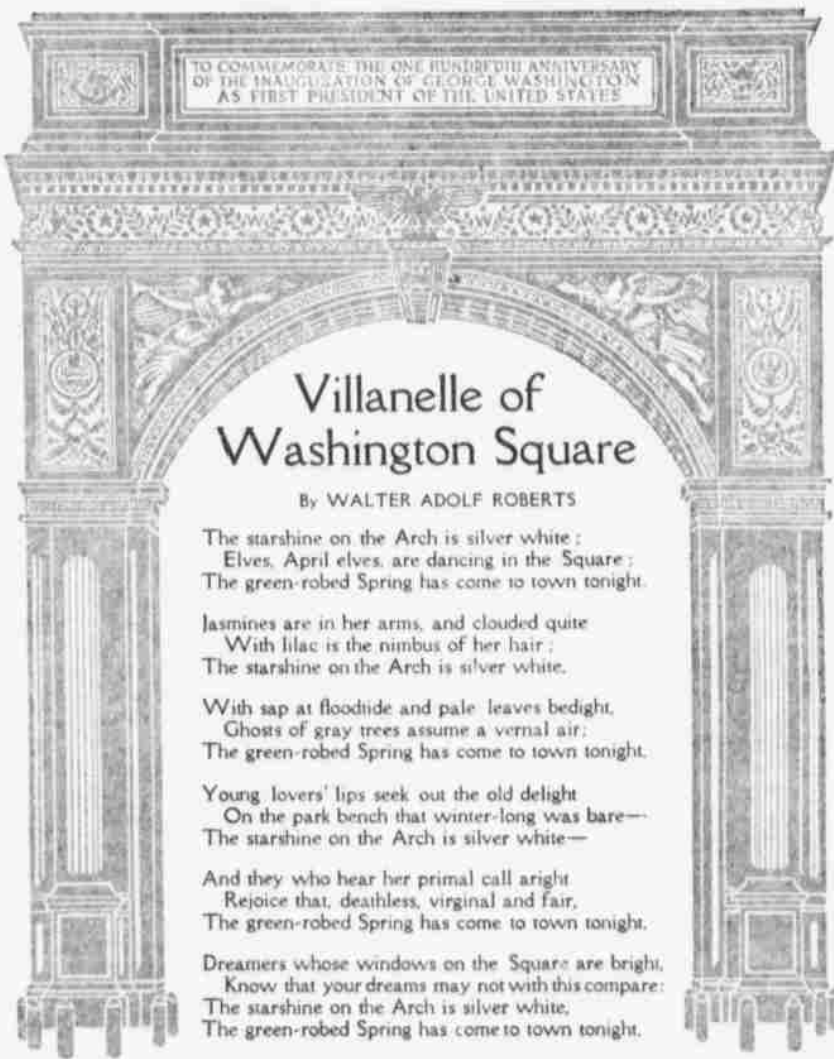 TO COMMEMORATE THE ONE HUNDREDTH ANNIVERSARY
OF THE INAUGURATION OF GEORGE WASHINGTON
AS FIRST PRESIDENT OF THE UNITED STATES
Villanelle of
Washington Square
By WALTER ADOLF ROBERTS
The starshine on the Arch is silver white;
Elves, April elves, are dancing in the Square;
The green-robed Spring has come to town tonight.
Jasmines are in her arms, and clouded quite
With lilac is the nimbus of her hair;
The starshine on the Arch is silver white.
With sap at floodtide and pale leaves bedight,
Ghosts of gray trees assume a vernal air;
The green-robed Spring has come to town tonight.
Young lovers' lips seek out the old delight
On the park bench that winter-long was bare—
The starshine on the Arch is silver white—
And they who hear her primal call aright
Rejoice that, deathless, virginal and fair,
The green-robed Spring has come to town tonight.
Dreamers whose windows on the Square are bright,
Know that your dreams may not with this compare:
The starshine on the Arch is silver white,
The green-robed Spring has come to town tonight.